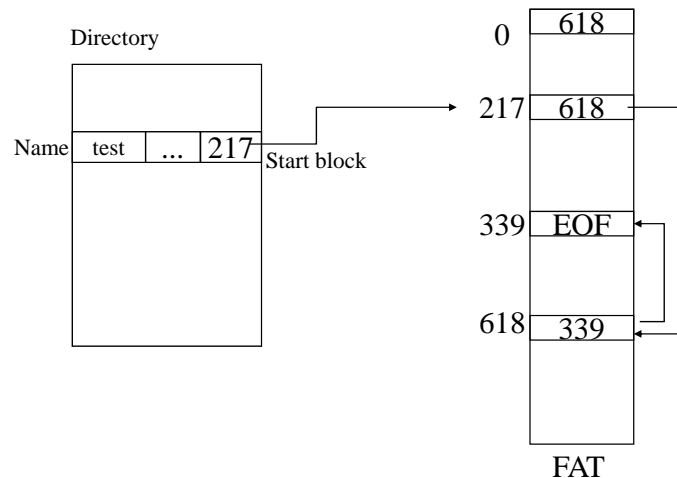 Directory
Name test ... 217
Start block
0 618
217 618
339 EOF
618 339
FAT